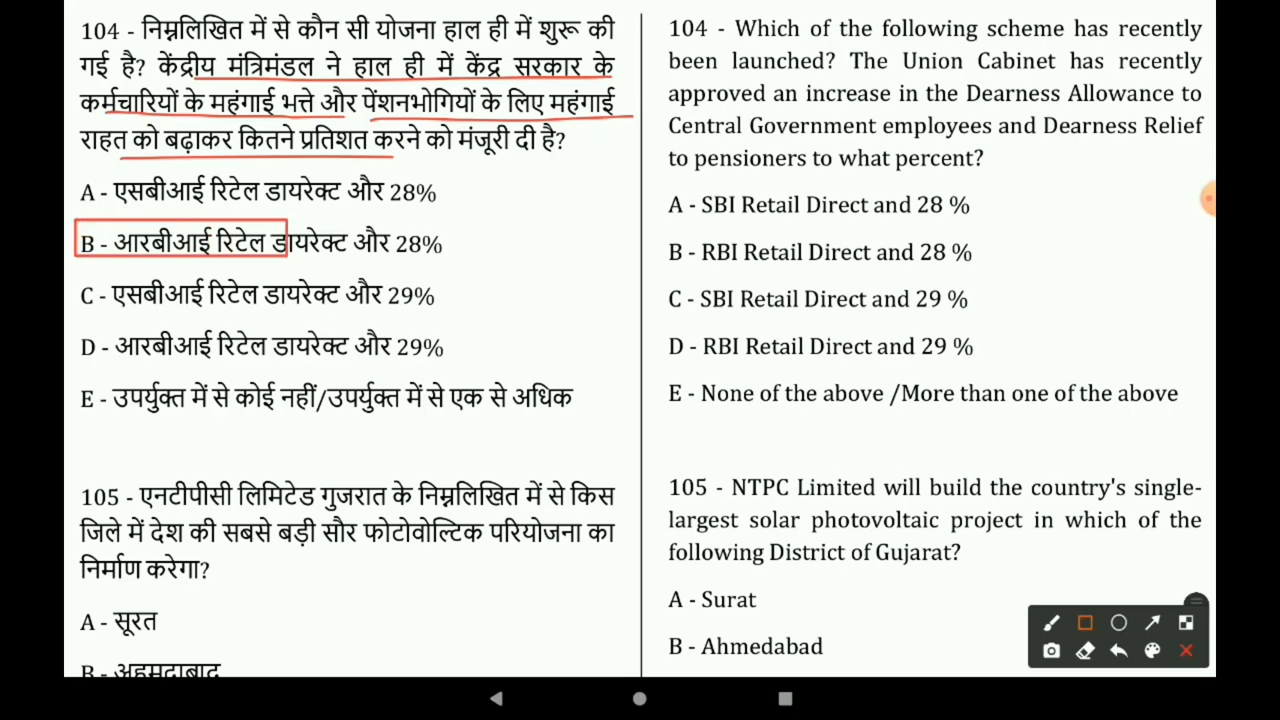 104 - निम्नलिखित में से कौन सी योजना हाल ही में शुरू की
गई है? केंद्रीय मंत्रिमंडल ने हाल ही में केंद्र सरकार के
कर्मचारियों के महंगाई भत्ते और पेंशनभोगियों के लिए महंगाई
राहत को बढ़ाकर कितने प्रतिशत करने को मंजूरी दी है?
A - एसबीआई रिटेल डायरेक्ट और 28%
B - आरबीआई रिटेल डायरेक्ट और 28%
C - एसबीआई रिटेल डायरेक्ट और 29%
D - आरबीआई रिटेल डायरेक्ट और 29%
E - उपर्युक्त में से कोई नहीं/उपर्युक्त में से एक से अधिक
105 - एनटीपीसी लिमिटेड गुजरात के निम्नलिखित में से किस
जिले में देश की सबसे बड़ी सौर फोटोवोल्टिक परियोजना का
निर्माण करेगा?
A - सूरत
B - अहमदाबाद
104 - Which of the following scheme has recently
been launched? The Union Cabinet has recently
approved an increase in the Dearness Allowance to
Central Government employees and Dearness Relief
to pensioners to what percent?
A - SBI Retail Direct and 28 %
B - RBI Retail Direct and 28 %
C - SBI Retail Direct and 29 %
D - RBI Retail Direct and 29 %
E - None of the above /More than one of the above
105 - NTPC Limited will build the country's single-
largest solar photovoltaic project in which of the
following District of Gujarat?
A - Surat
B - Ahmedabad